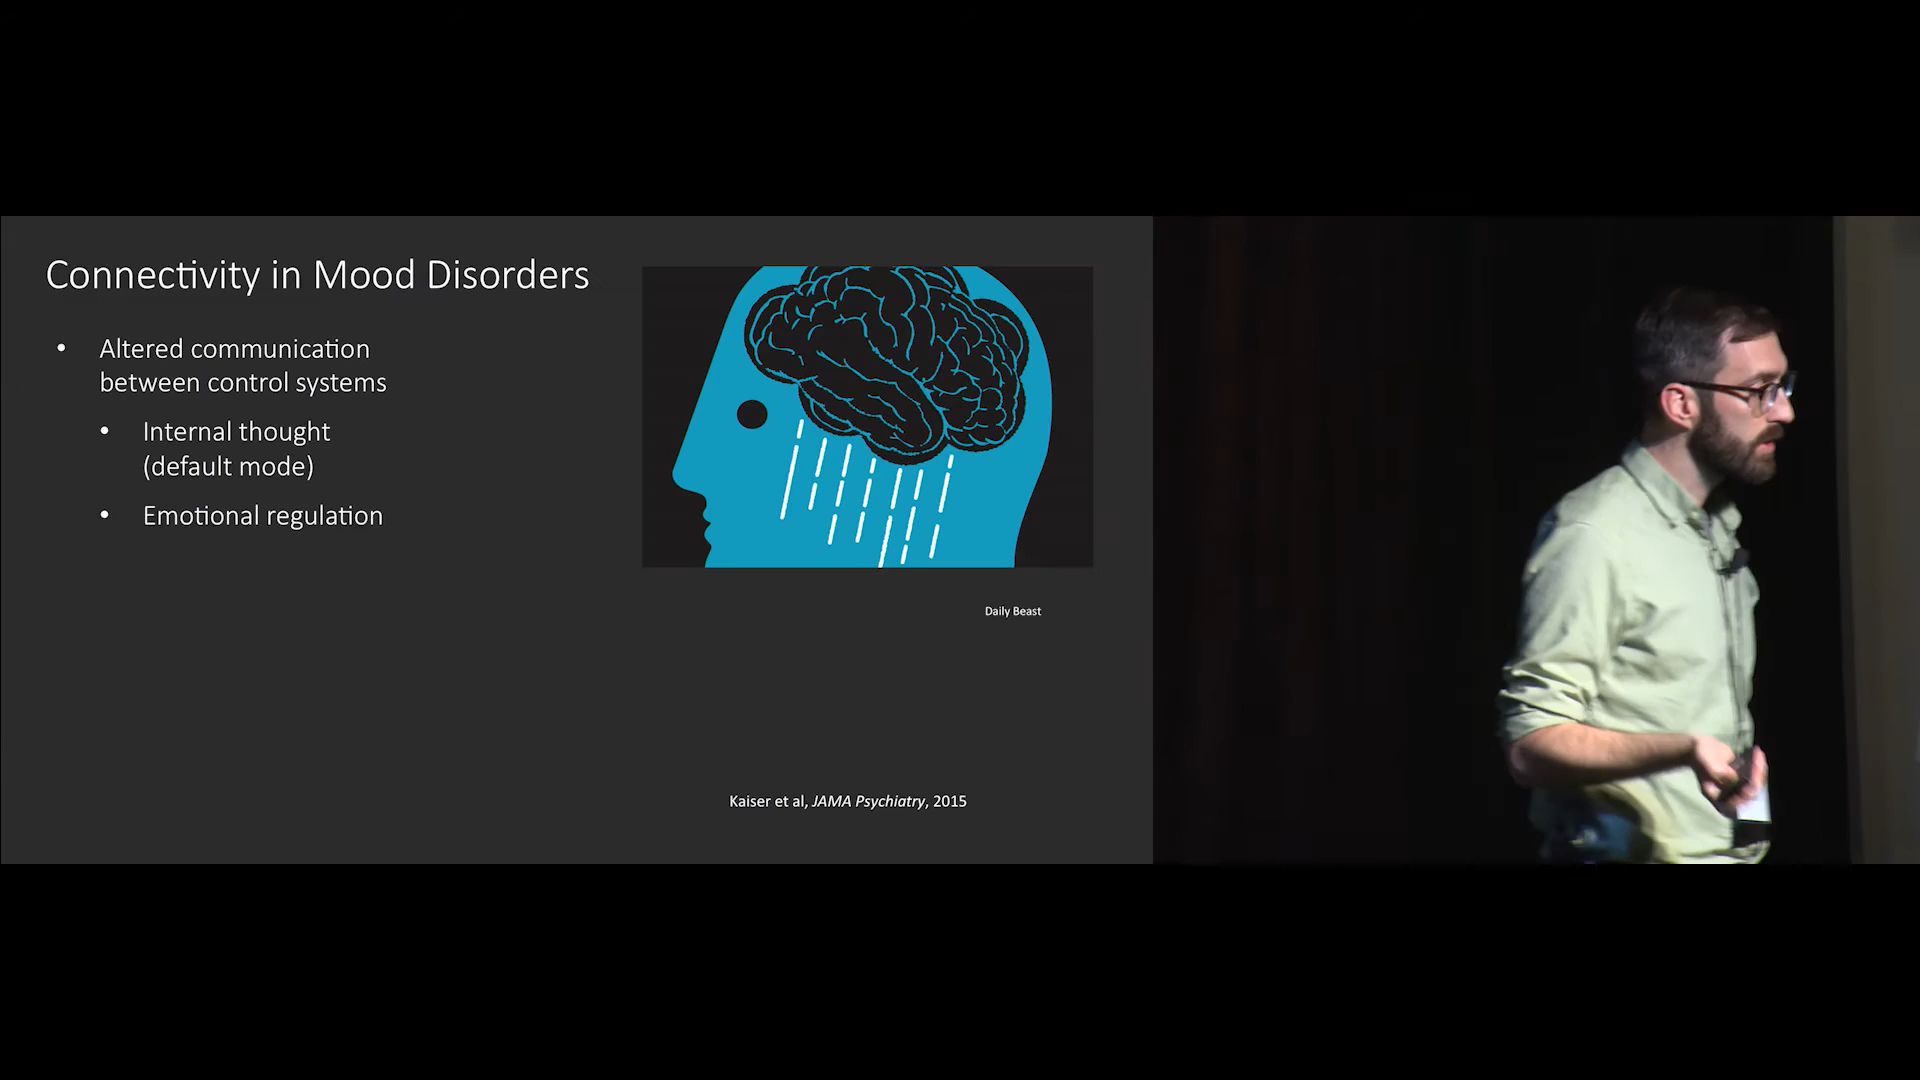 Connectivity in Mood Disorders
• Altered communication
between control systems
• Internal thought
(default mode)
• Emotional regulation
Daily Beast
Kaiser et al, JAMA Psychiatry, 2015